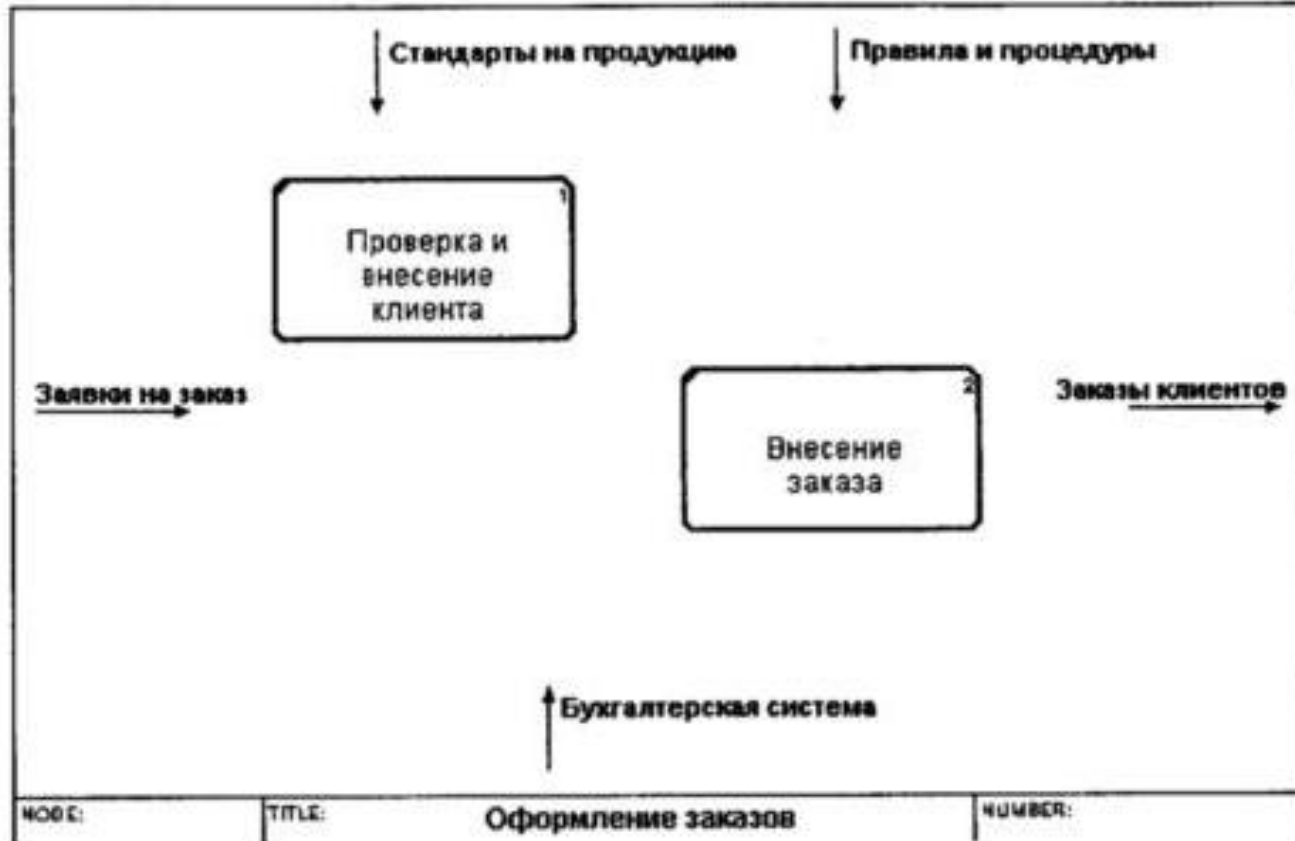 Стандарты на продукцию
Правила и процедуры
1
Проверка и
внесение
клиента
Заявки на заказ
2
Внесение
заказа
Заказы клиентов
Бухгалтерская система
NODE:
TITLE:
Оформление заказов
NUMBER: